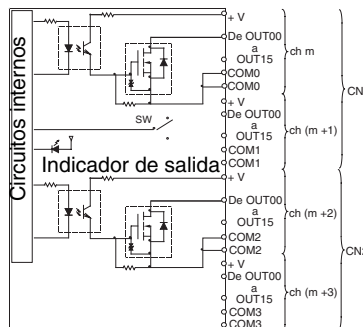 Circuitos internos
SW
Indicador de salida
+ V
De OUT00
a
OUT15
COM0
COM0
ch m
+ V
De OUT00
a
OUT15
COM1
COM1
ch (m +1)
+ V
De OUT00
a
OUT15
COM2
COM2
ch (m +2)
+ V
De OUT00
a
OUT15
COM3
COM3
ch (m +3)